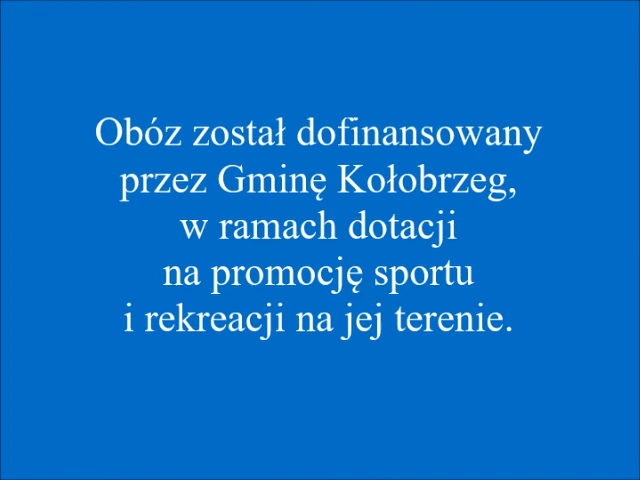 Obóz został dofinansowany
przez Gminę Kołobrzeg,
w ramach dotacji
na promocję sportu
i rekreacji na jej terenie.